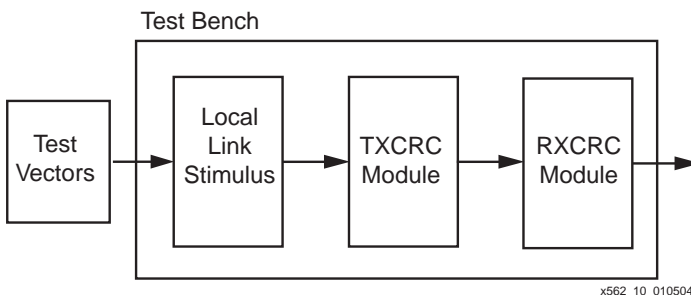 Test Bench
Test
Vectors
Local
Link
Stimulus
TXCRC
Module
RXCRC
Module
x562_10_010504